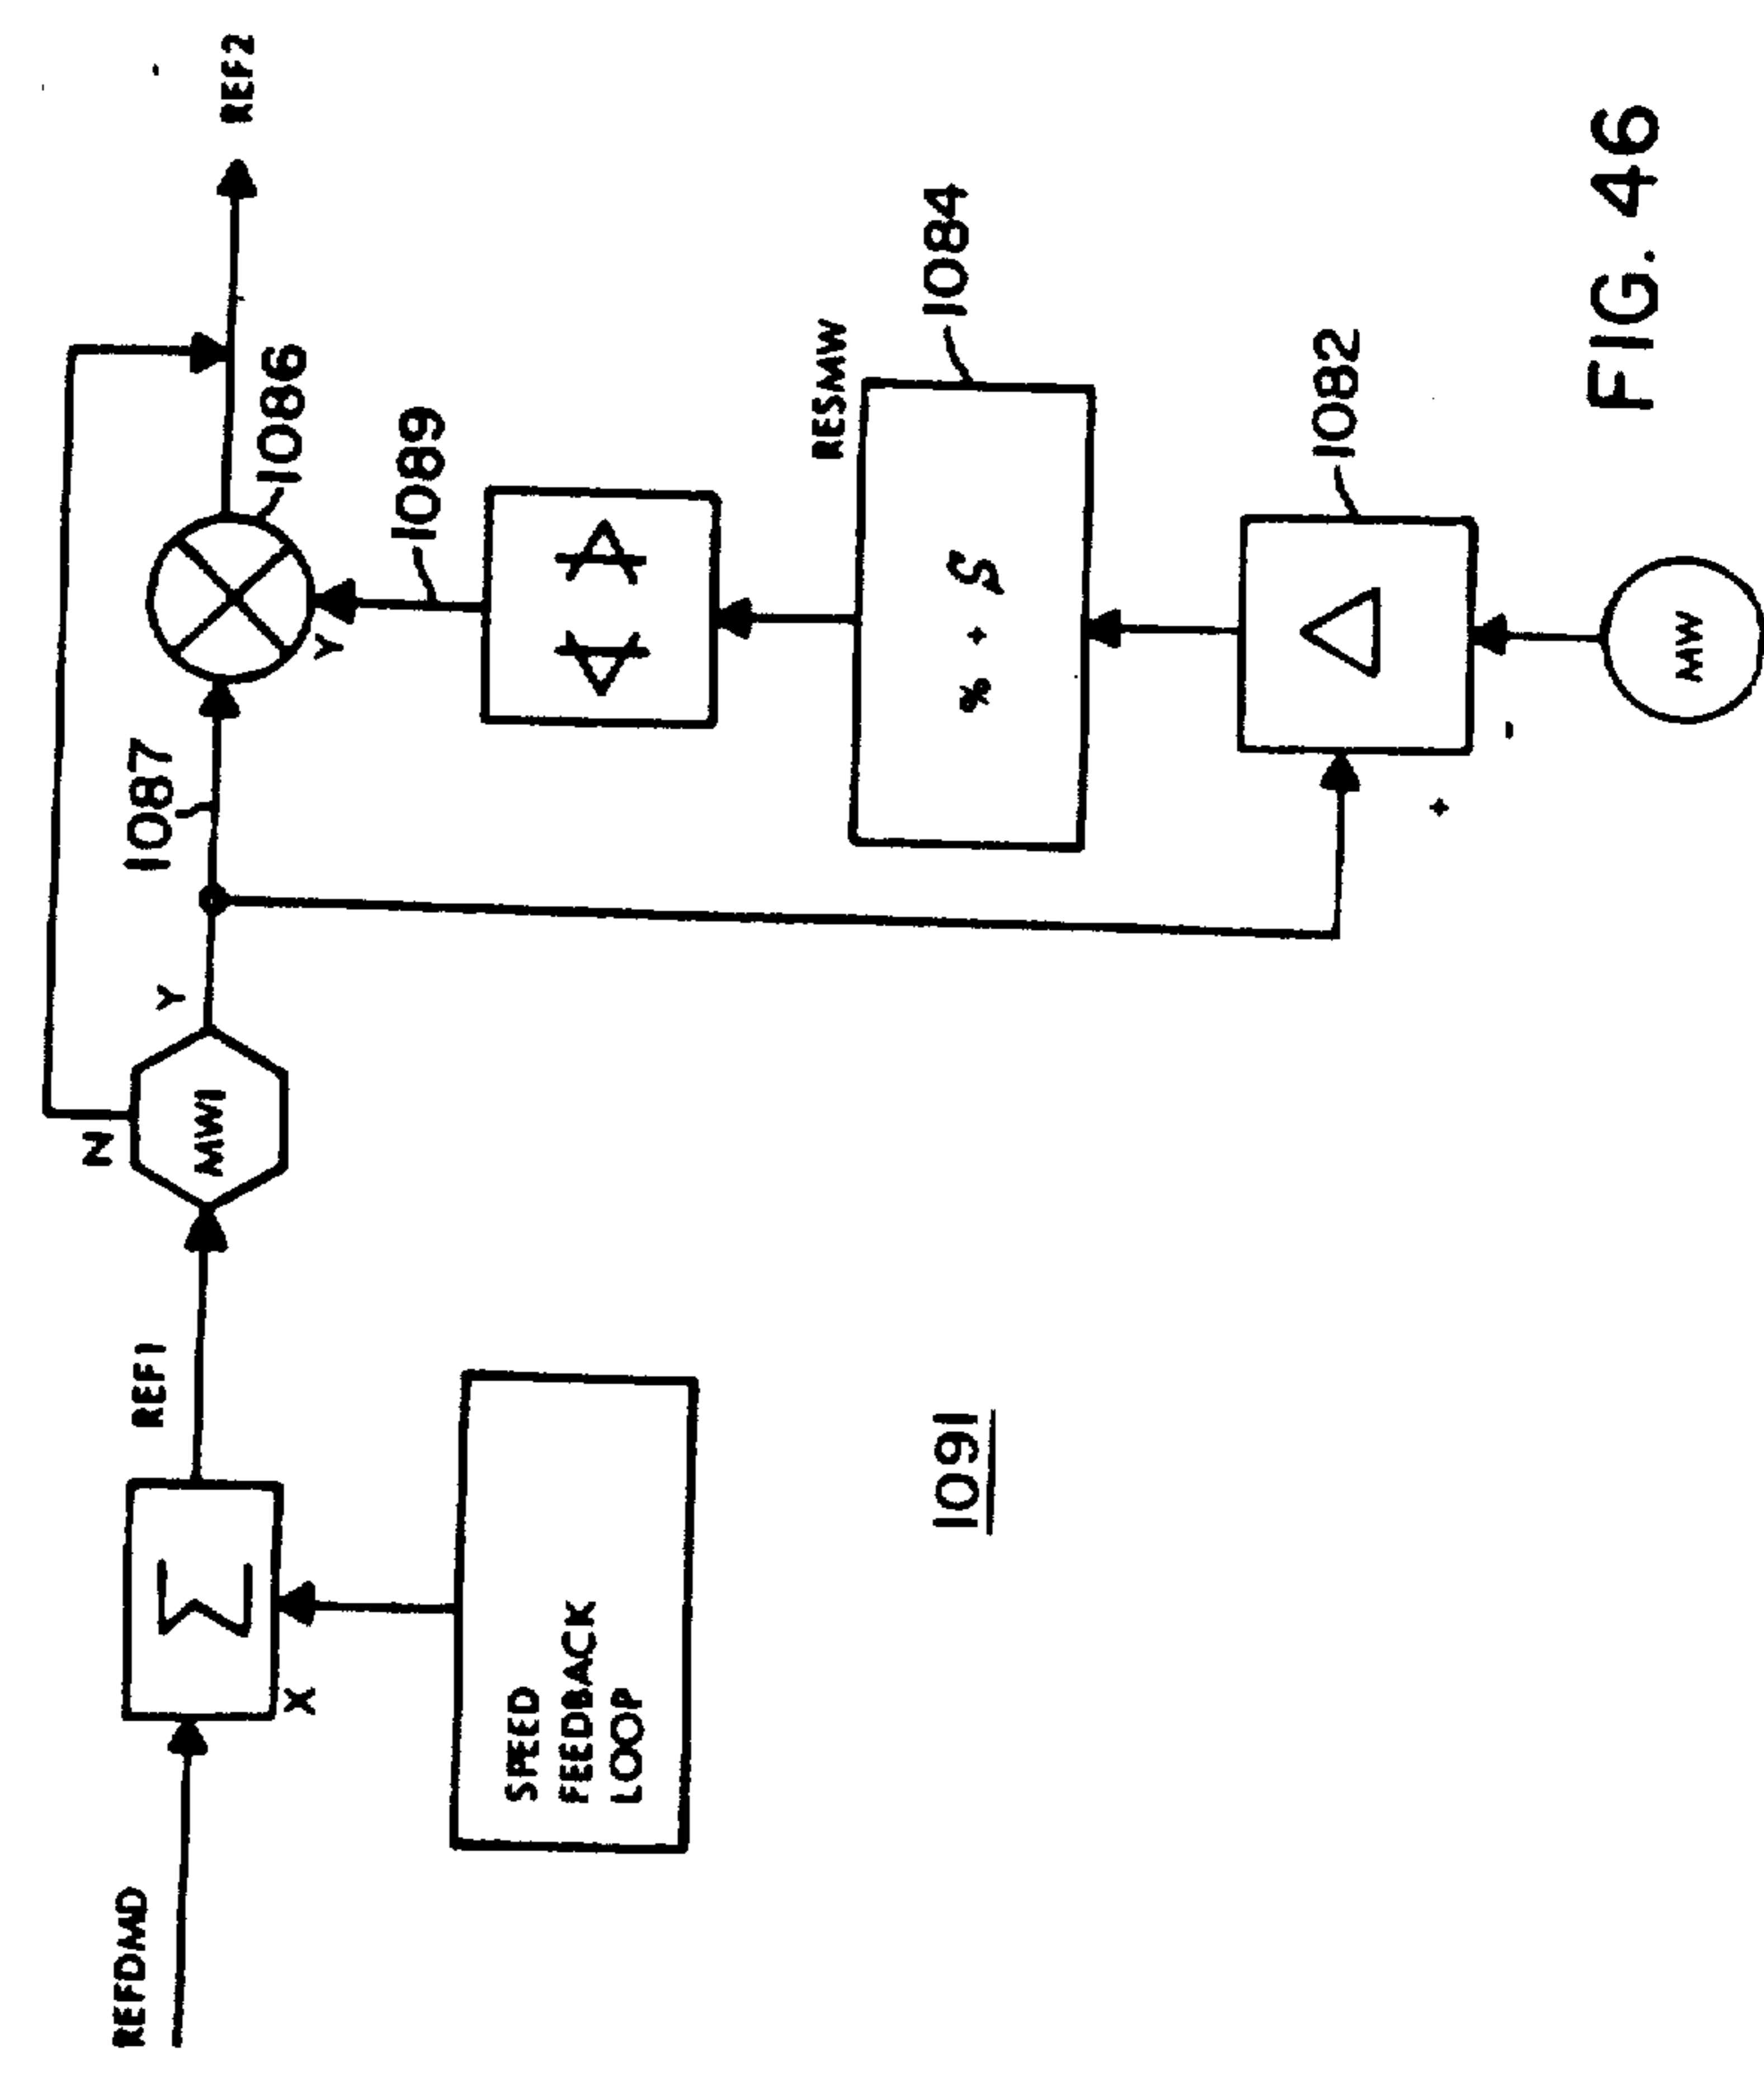 REFDMD
Σ
X
REF1
SPEED
FEEDBACK
LOOP
MWI
N
Y
1087
1086
REF2
Y
1089
RESMW
% + ∫
1084
Δ
1082
+
-
MW
1091
FIG. 46